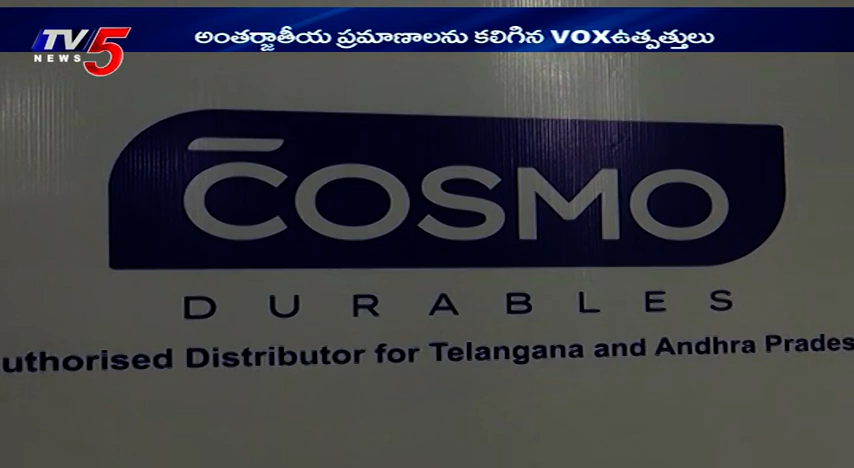 అంతర్జాతీయ ప్రమాణాలను కలిగిన VOXఉత్పత్తులు
TV5
NEWS
COSMO
DURABLES
uthorised Distributor for Telangana and Andhra Prades